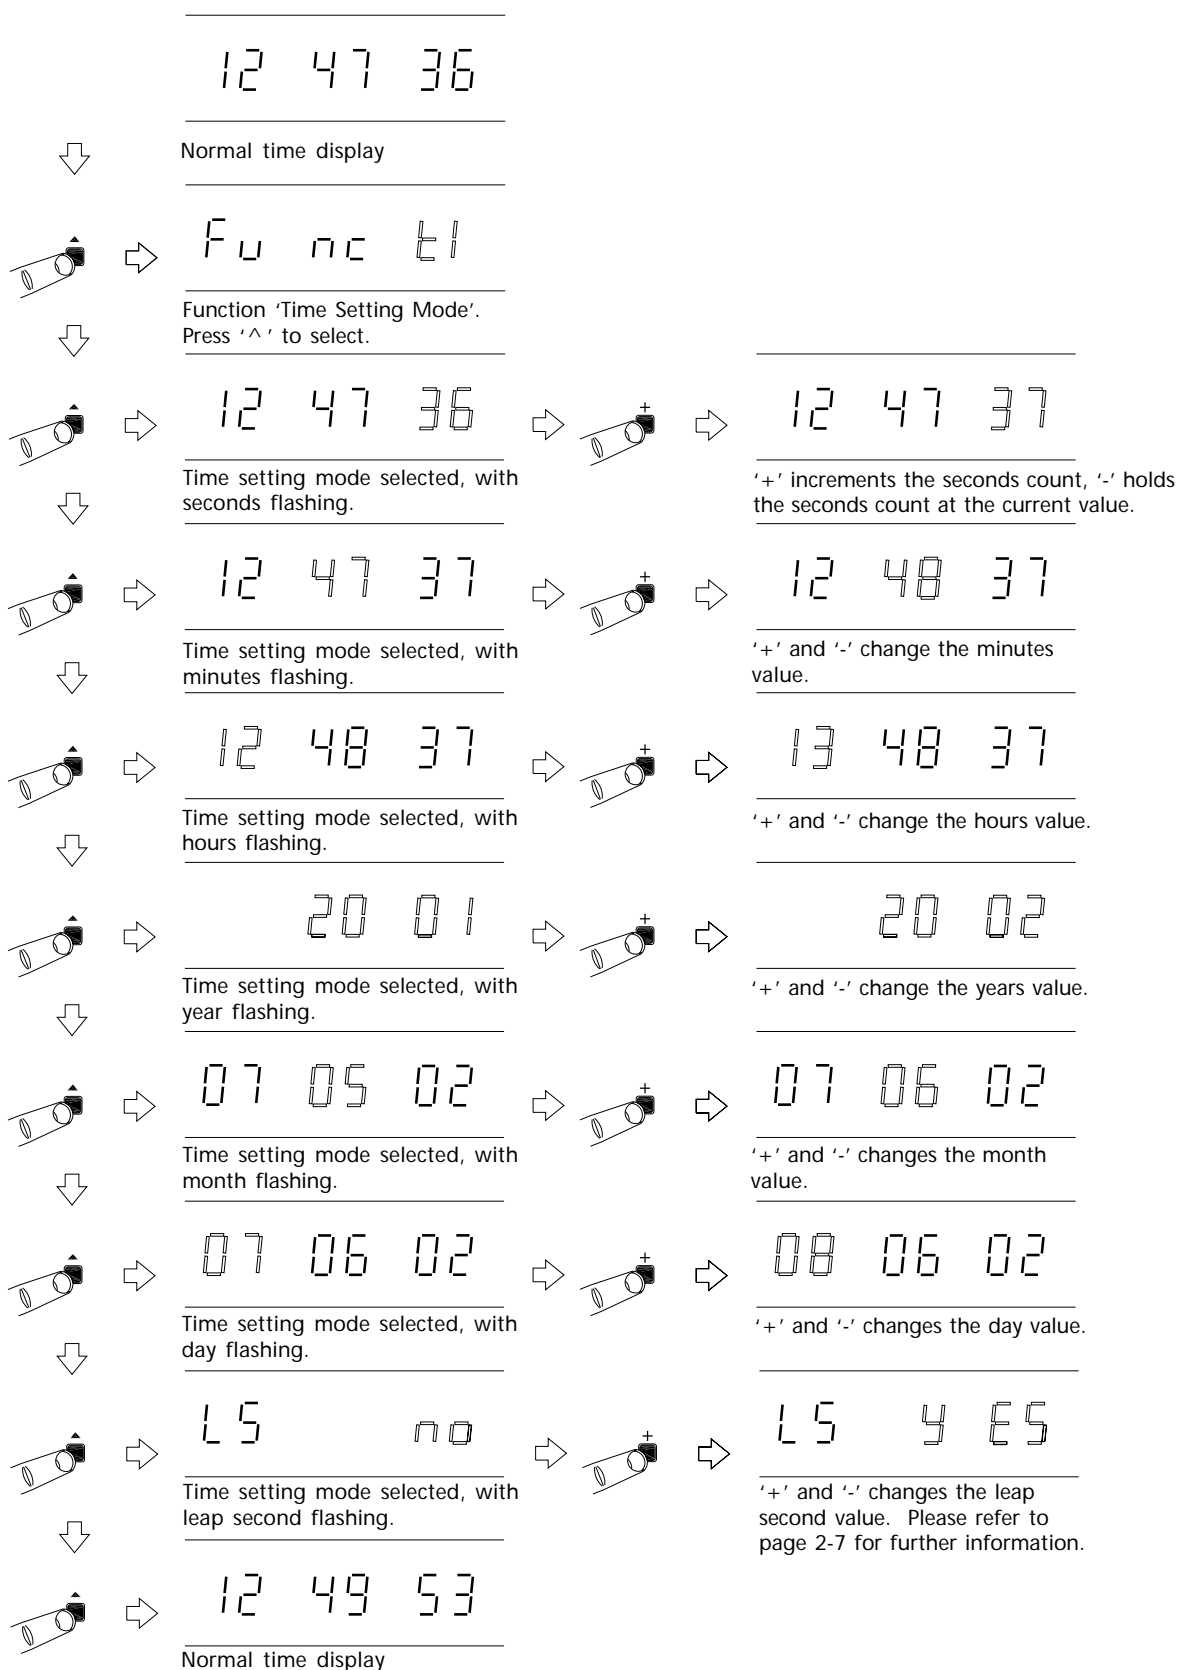 12 47 36
Normal time display
Fu nc tI
Function ‘Time Setting Mode’.
Press ‘^ ’ to select.
12 47 36
Time setting mode selected, with
seconds flashing.
+
12 47 37
‘+’ increments the seconds count, ‘-’ holds
the seconds count at the current value.
12 47 37
Time setting mode selected, with
minutes flashing.
+
12 48 37
‘+’ and ‘-’ change the minutes
value.
12 48 37
Time setting mode selected, with
hours flashing.
+
13 48 37
‘+’ and ‘-’ change the hours value.
20 01
Time setting mode selected, with
year flashing.
+
20 02
‘+’ and ‘-’ change the years value.
07 05 02
Time setting mode selected, with
month flashing.
+
07 06 02
‘+’ and ‘-’ changes the month
value.
07 06 02
Time setting mode selected, with
day flashing.
+
08 06 02
‘+’ and ‘-’ changes the day value.
LS no
Time setting mode selected, with
leap second flashing.
+
LS y ES
‘+’ and ‘-’ changes the leap
second value. Please refer to
page 2-7 for further information.
12 49 53
Normal time display